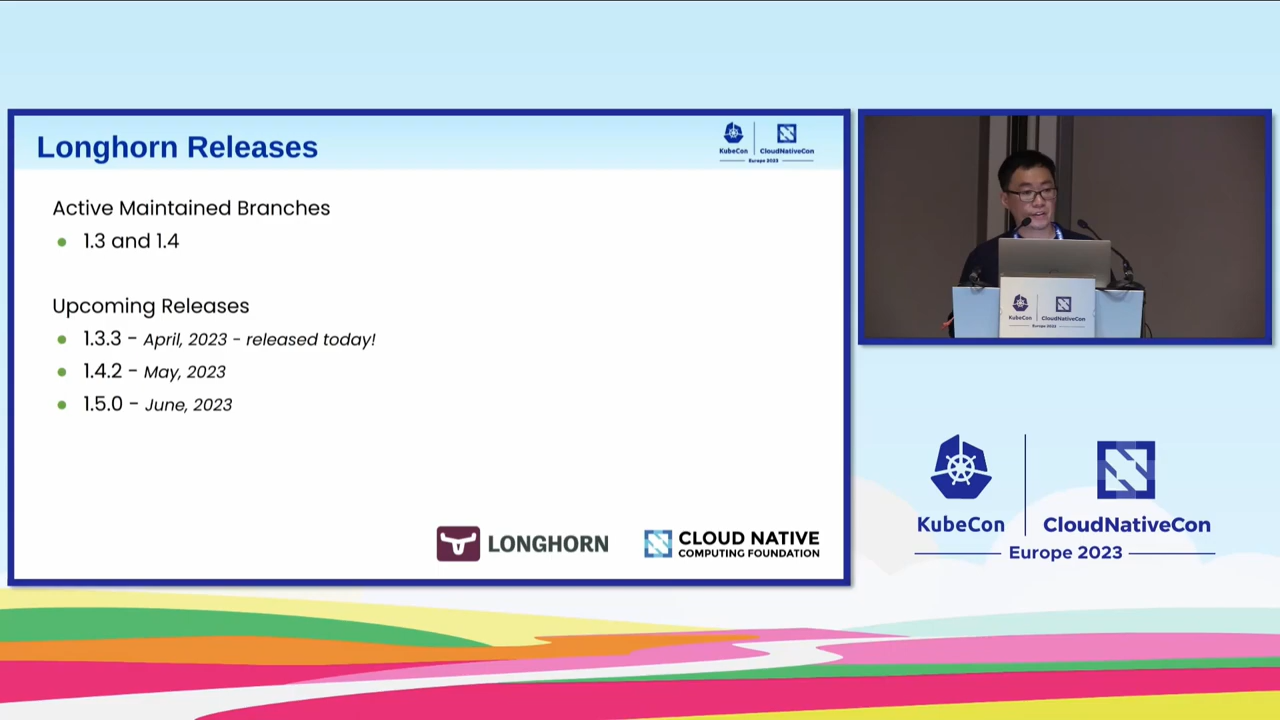 Longhorn Releases
KubeCon
CloudNativeCon
Europe 2023
Active Maintained Branches
1.3 and 1.4
Upcoming Releases
1.3.3 - April, 2023 - released today!
1.4.2 - May, 2023
1.5.0 - June, 2023
LONGHORN
CLOUD NATIVE
COMPUTING FOUNDATION
KubeCon
CloudNativeCon
Europe 2023
KubeCon
CloudNativeCon
Europe 2023